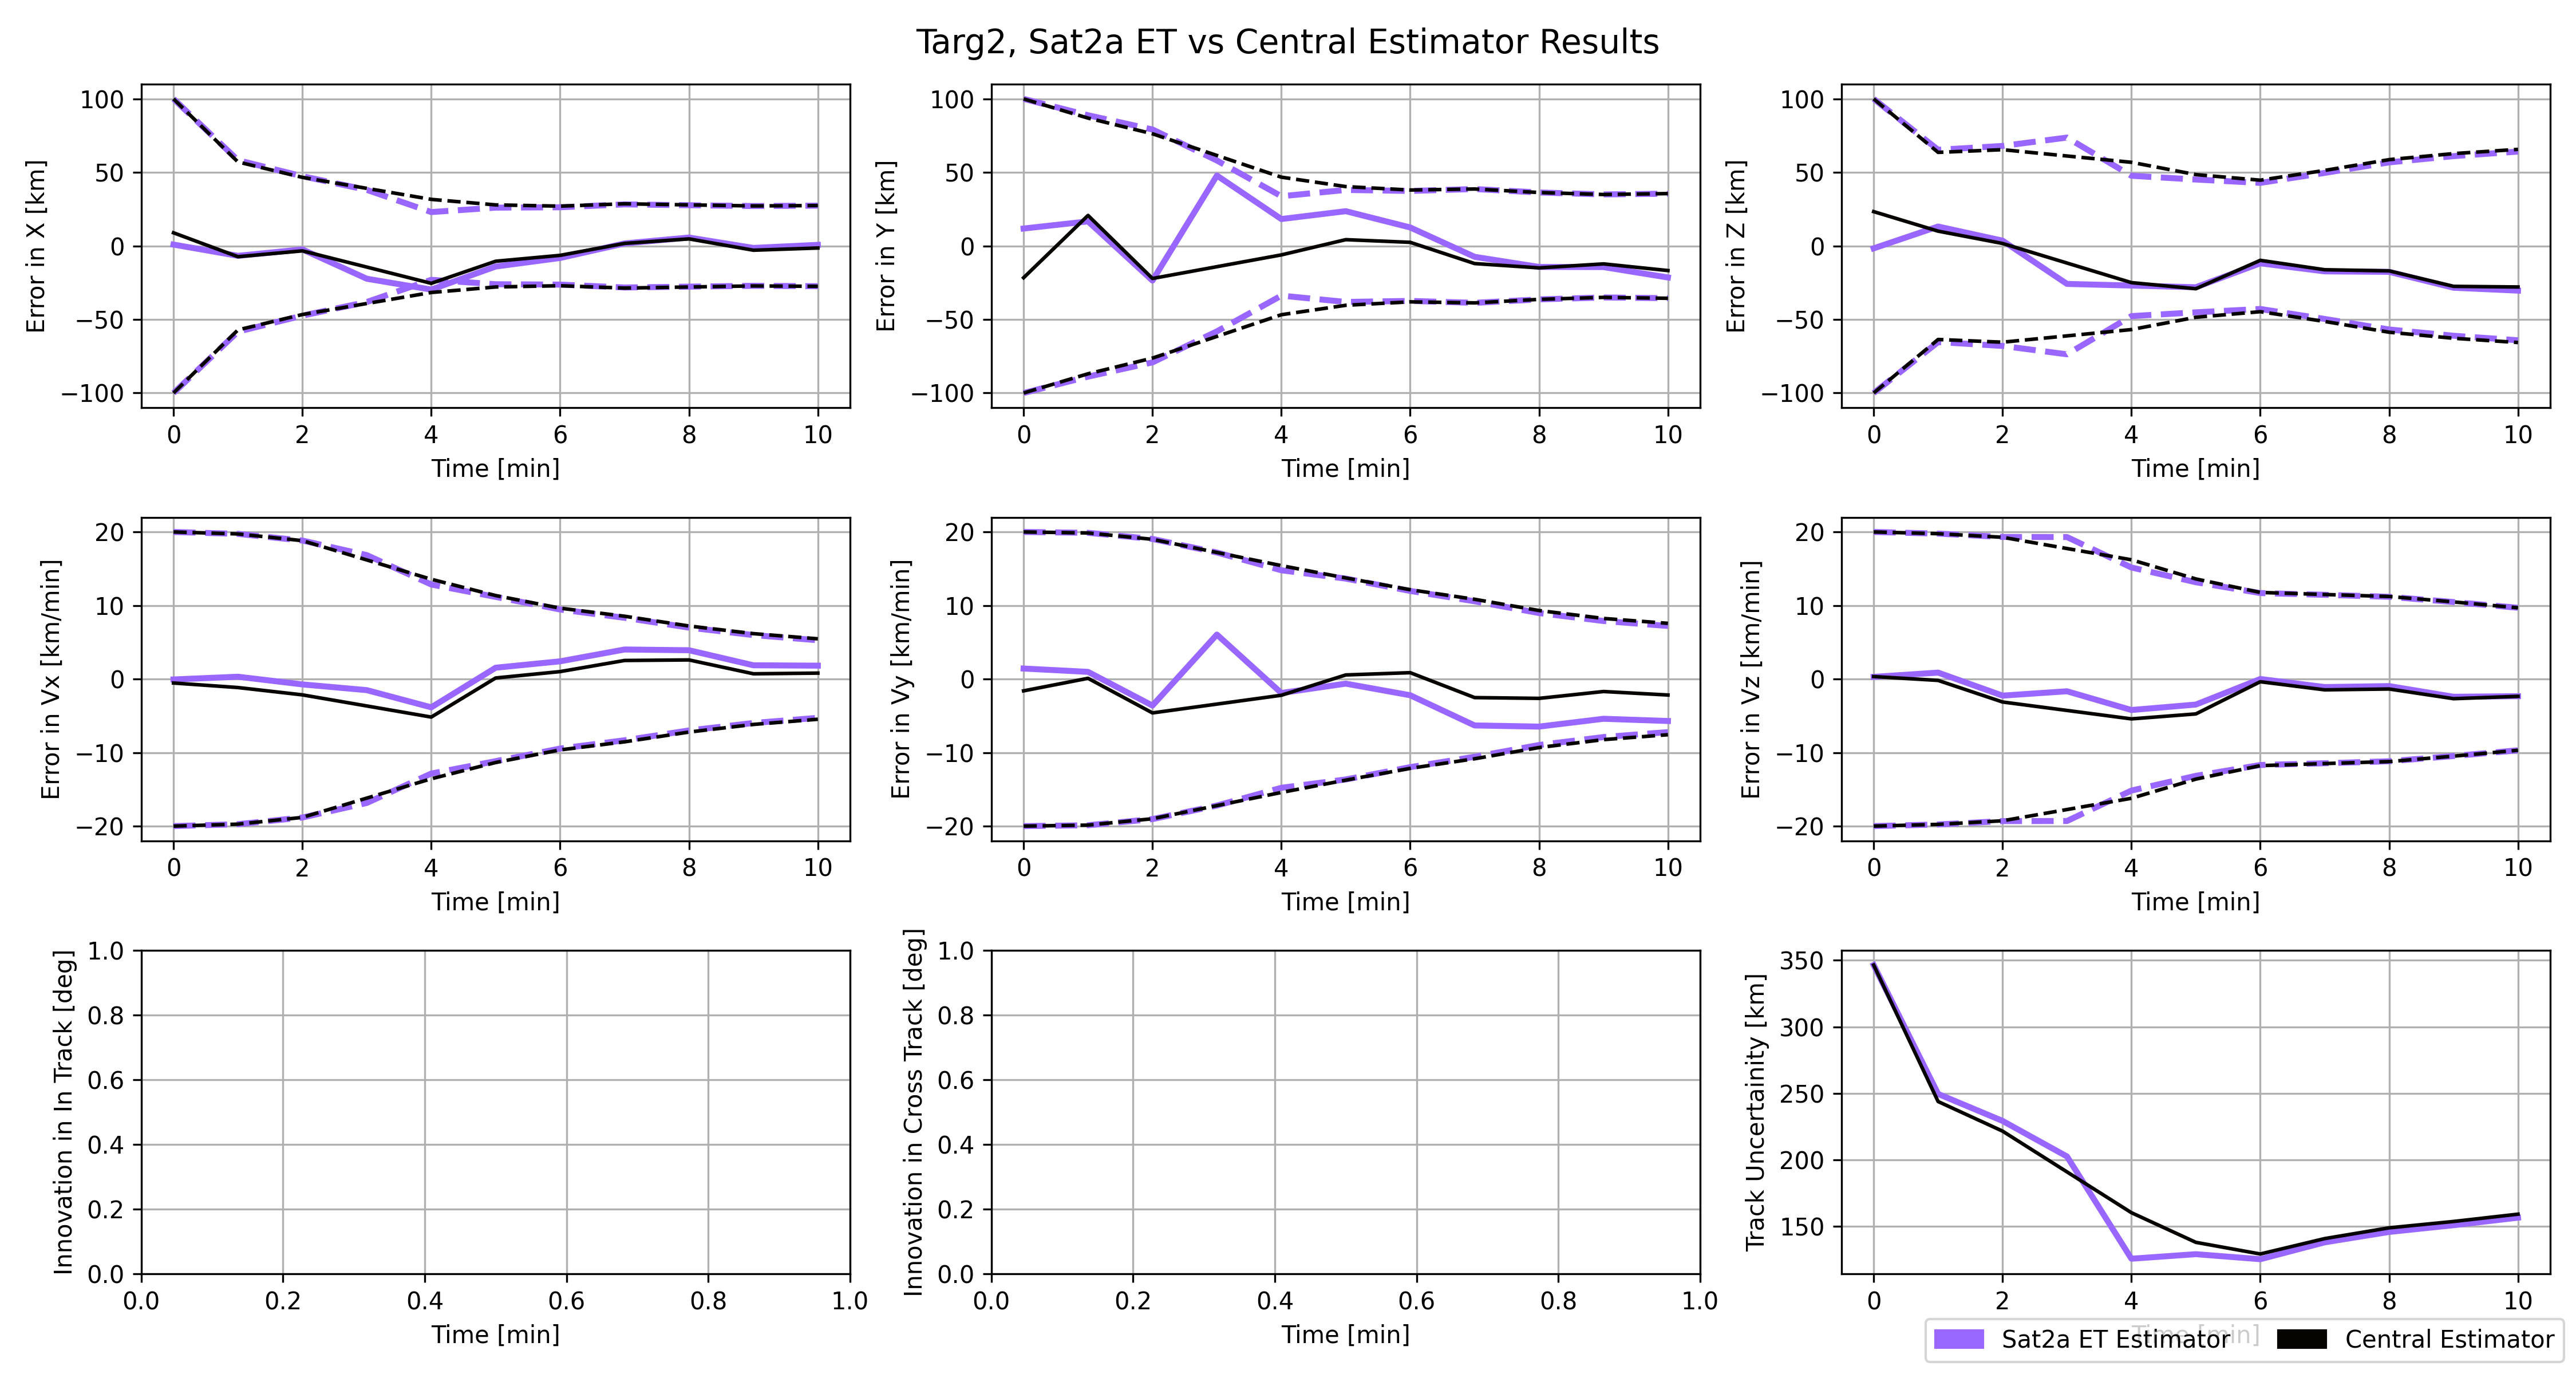 Targ2, Sat2a ET vs Central Estimator Results
Error in X [km]
100
50
0
−50
−100
0 2 4 6 8 10
Time [min]
Error in Y [km]
100
50
0
−50
−100
0 2 4 6 8 10
Time [min]
Error in Z [km]
100
50
0
−50
−100
0 2 4 6 8 10
Time [min]
Error in Vx [km/min]
20
10
0
−10
−20
0 2 4 6 8 10
Time [min]
Error in Vy [km/min]
20
10
0
−10
−20
0 2 4 6 8 10
Time [min]
Error in Vz [km/min]
20
10
0
−10
−20
0 2 4 6 8 10
Time [min]
Innovation in In Track [deg]
1.0
0.8
0.6
0.4
0.2
0.0
0.0 0.2 0.4 0.6 0.8 1.0
Time [min]
Innovation in Cross Track [deg]
1.0
0.8
0.6
0.4
0.2
0.0
0.0 0.2 0.4 0.6 0.8 1.0
Time [min]
Track Uncertainity [km]
350
300
250
200
150
0 2 4 6 8 10
Time [min]
Sat2a ET Estimator
Central Estimator